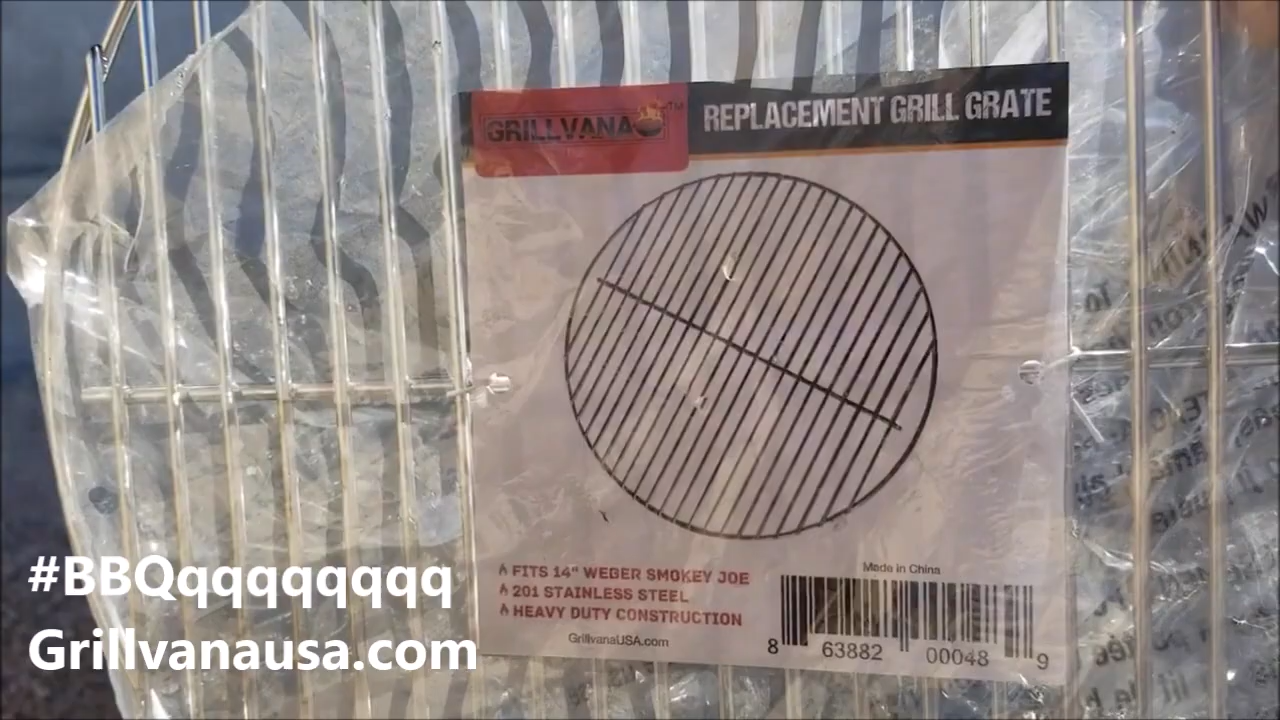 GRILLVANA TM
REPLACEMENT GRILL GRATE
FITS 14" WEBER SMOKEY JOE
201 STAINLESS STEEL
HEAVY DUTY CONSTRUCTION
GrillvanaUSA.com
Made in China
8 63882 00048 9
#BBQqqqqqqqq
Grillvanausa.com